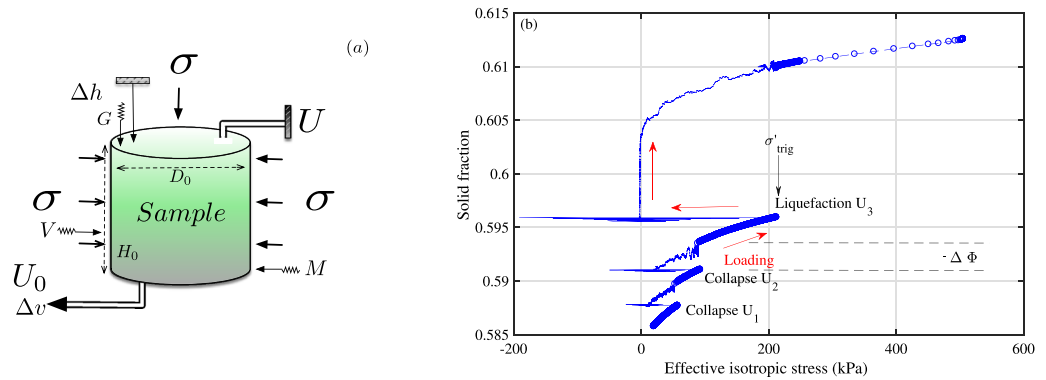 (a)
σ
Δh
G
U
D₀
σ
Sample
σ
V
H₀
M
U₀
Δv
(b)
0.615
0.61
0.605
0.6
0.595
0.59
0.585
Solid fraction
σ'trig
Liquefaction U₃
Loading
- Δ Φ
Collapse U₂
Collapse U₁
-200 0 200 400 600
Effective isotropic stress (kPa)